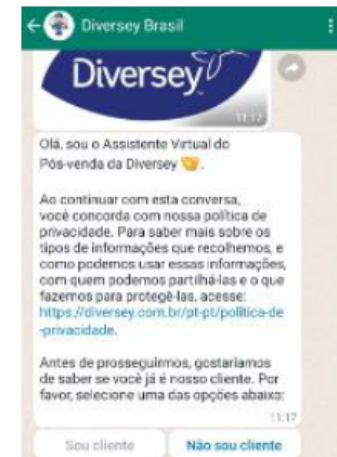 Diversey Brasil
Diversey
11:17
Olá, sou o Assistente Virtual do
Pós-venda da Diversey 🤝.
Ao continuar com esta conversa,
você concorda com nossa política de
privacidade. Para saber mais sobre os
tipos de informações que recolhemos, e
como podemos usar essas informações,
com quem podemos partilhá-las e o que
fazemos para protegê-las, acesse:
https://diversey.com.br/pt-pt/politica-de
-privacidade.
Antes de prosseguirmos, gostaríamos
de saber se você já é nosso cliente. Por
favor, selecione uma das opções abaixo:
11:17
Sou cliente
Não sou cliente